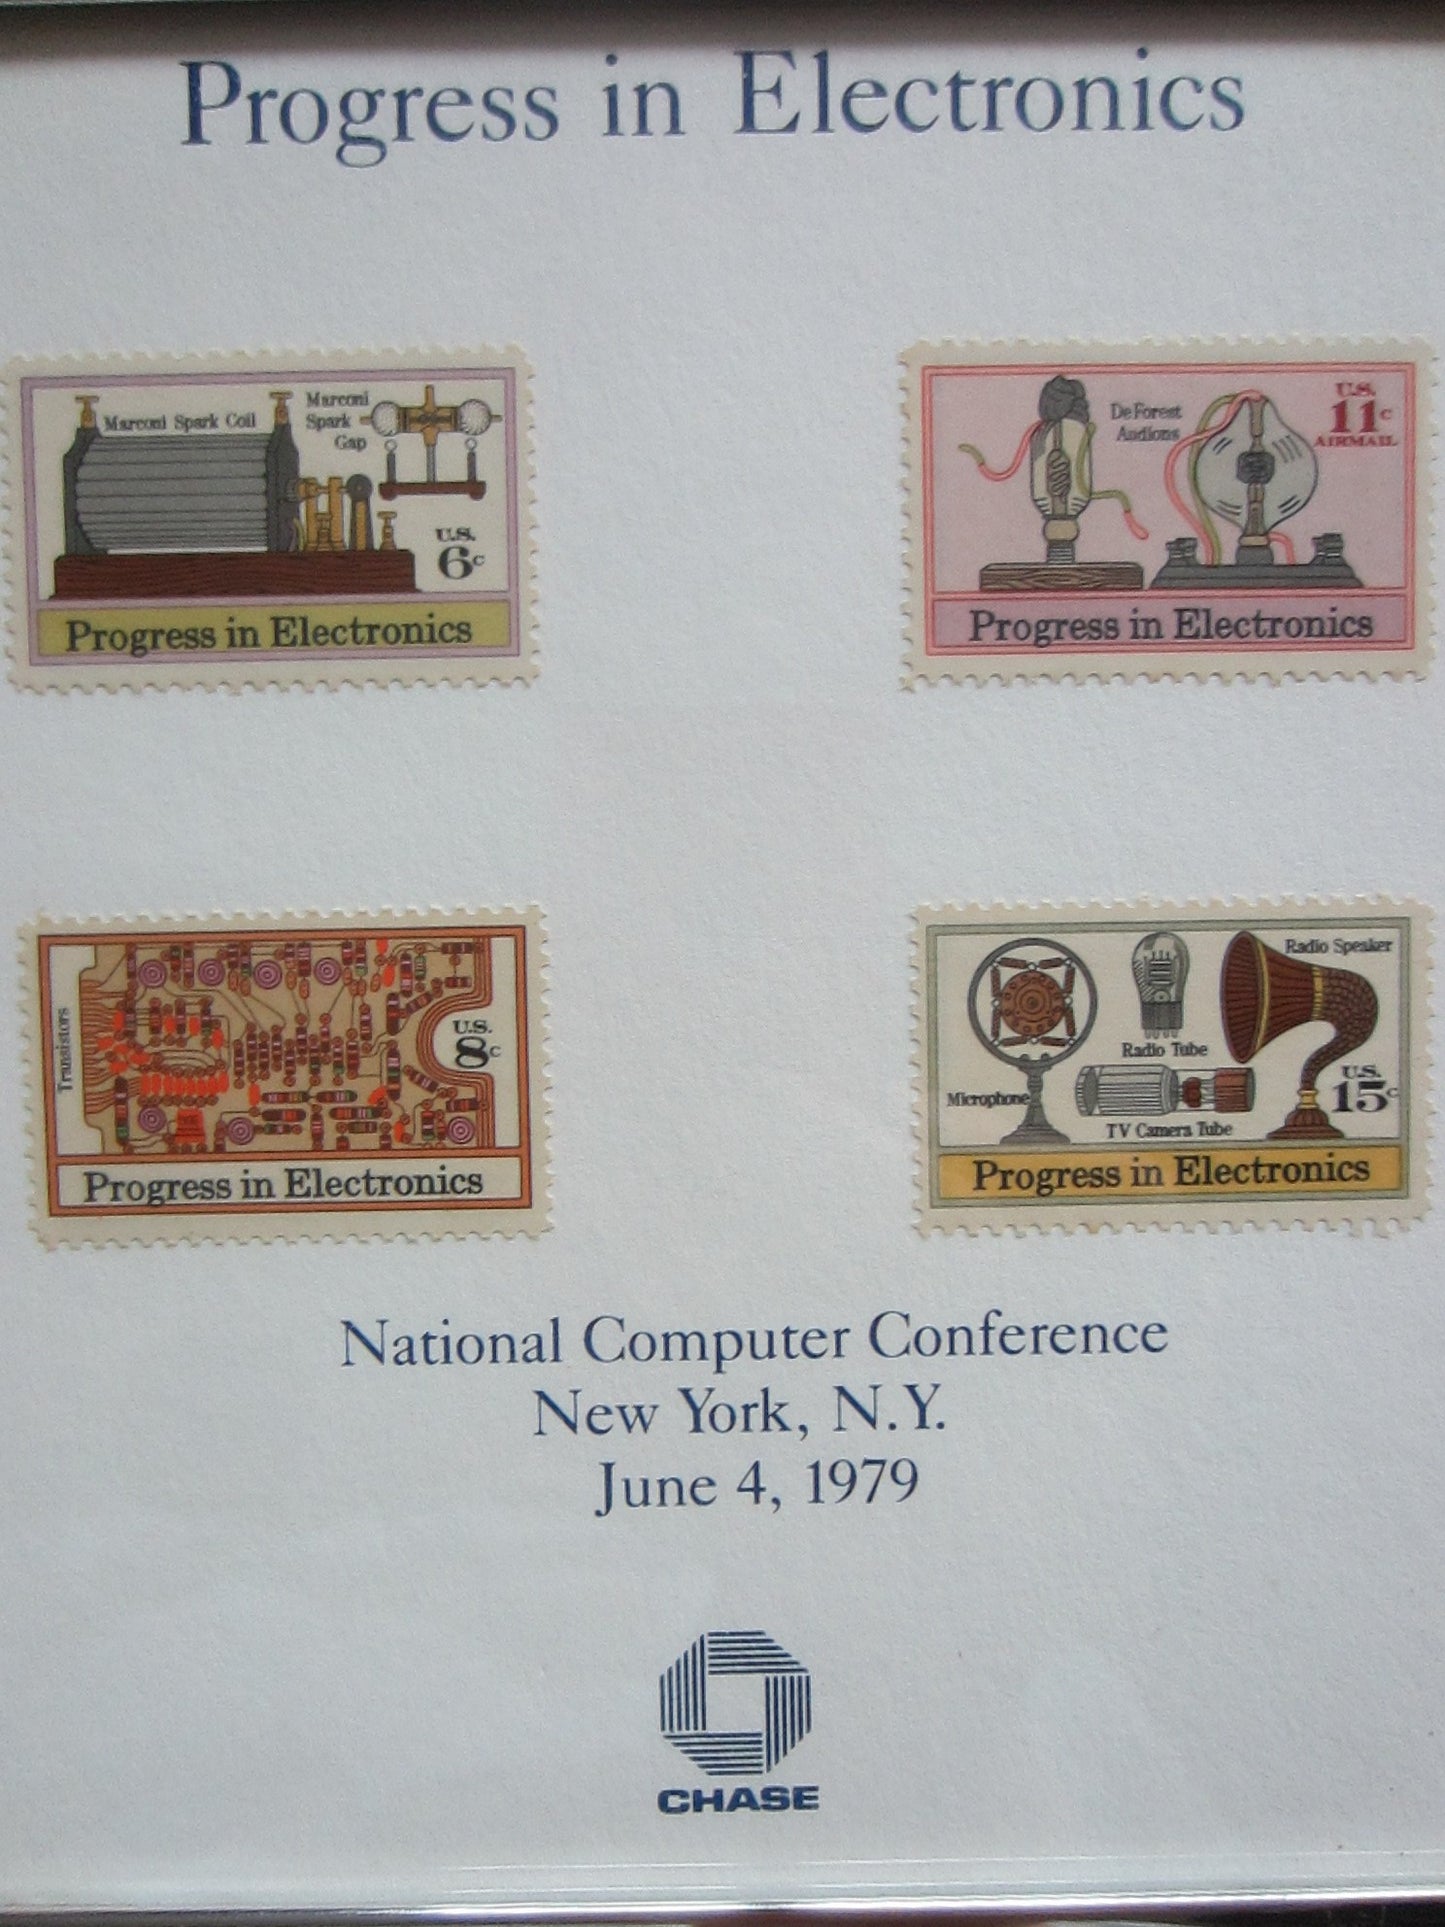 Progress in Electronics
Marconi Spark Coil
Marconi
Spark
Gap
U.S.
6c
Progress in Electronics
De Forest
Audions
U.S.
11c
AIRMAIL
Progress in Electronics
Transistors
U.S.
8c
Progress in Electronics
Radio Speaker
Radio Tube
Microphone
TV Camera Tube
U.S.
15c
Progress in Electronics
National Computer Conference
New York, N.Y.
June 4, 1979
CHASE